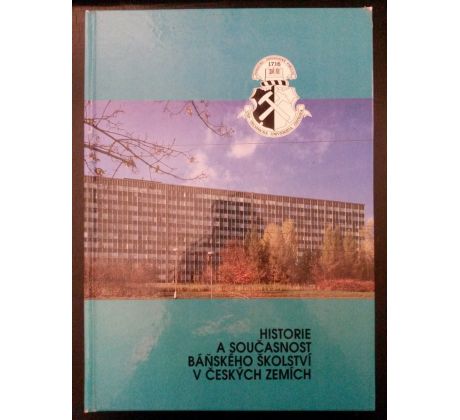 1716
HISTORIE
A SOUČASNOST
BÁŇSKÉHO ŠKOLSTVÍ
V ČESKÝCH ZEMÍCH